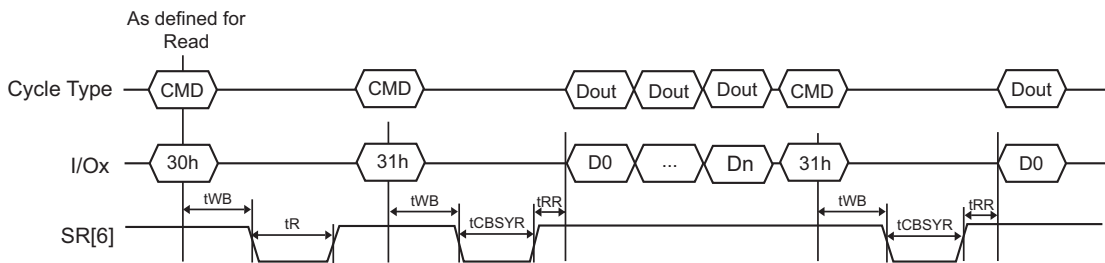 As defined for
Read
Cycle Type CMD CMD Dout Dout Dout CMD Dout
I/Ox 30h 31h D0 ... Dn 31h D0
tWB tR tWB tCBSYR tRR tWB tCBSYR tRR
SR[6]